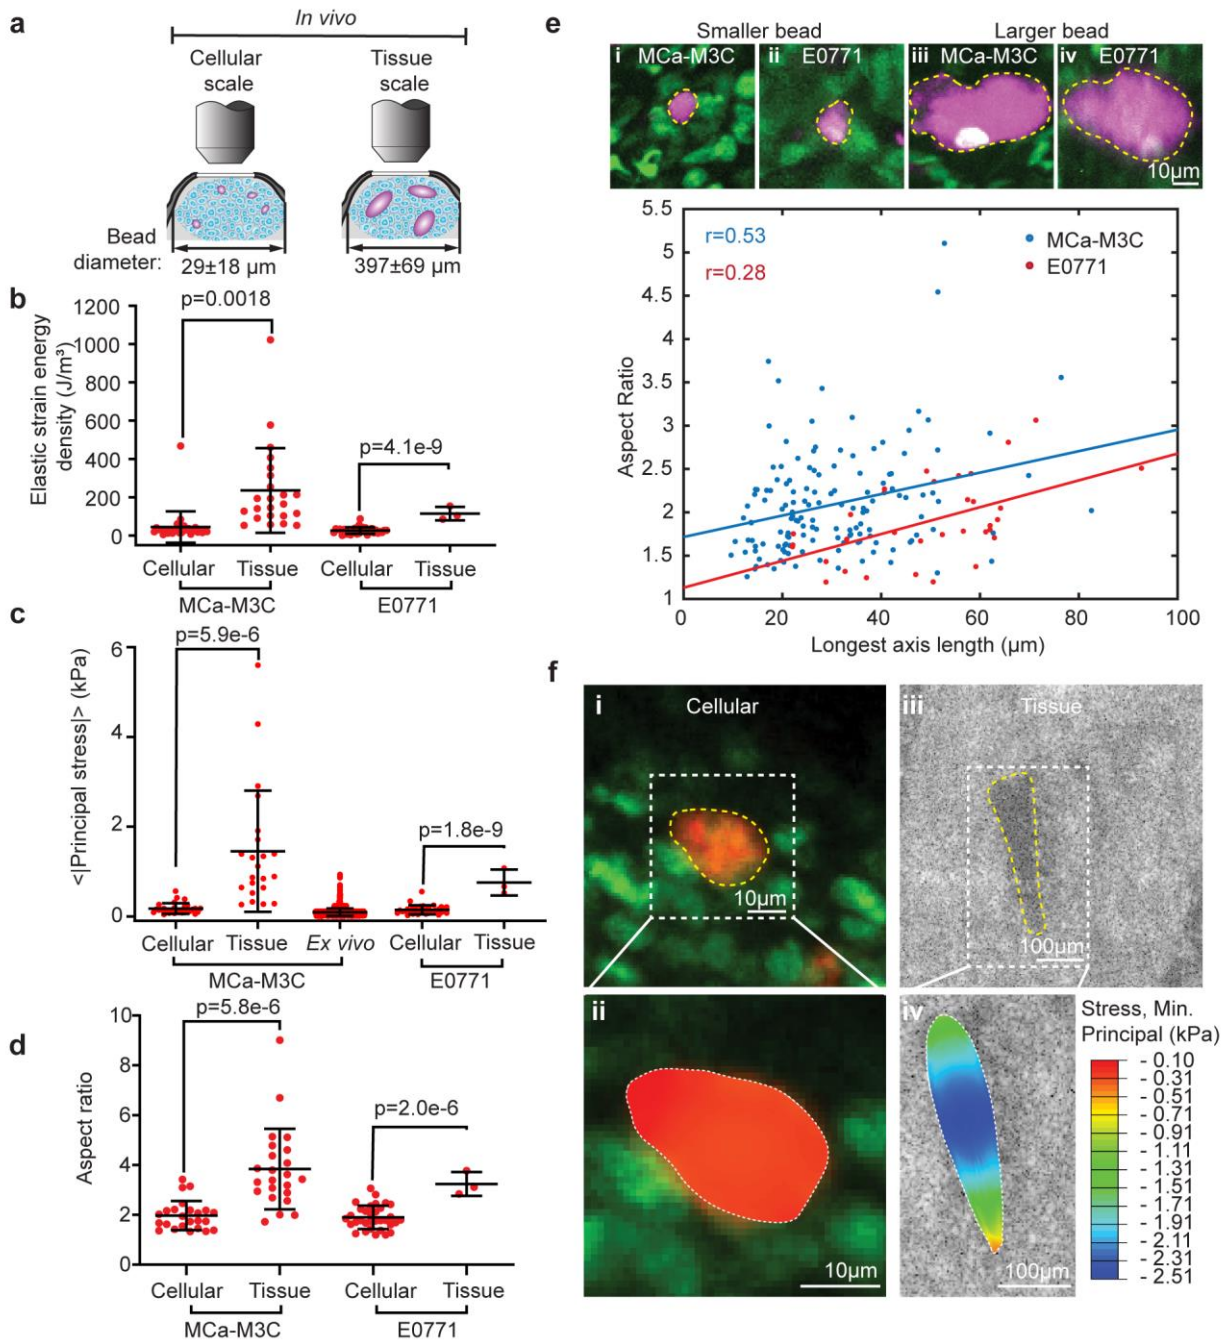 a
In vivo
Cellular scale
Tissue scale
Bead diameter:
29±18 µm
397±69 µm
b
Elastic strain energy density (J/m³)
1200
1000
800
600
400
200
0
p=0.0018
p=4.1e-9
Cellular Tissue Cellular Tissue
MCa-M3C E0771
c
<|Principal stress|> (kPa)
6
4
2
0
p=5.9e-6
p=1.8e-9
Cellular Tissue Ex vivo Cellular Tissue
MCa-M3C E0771
d
Aspect ratio
10
8
6
4
2
0
p=5.8e-6
p=2.0e-6
Cellular Tissue Cellular Tissue
MCa-M3C E0771
e
Smaller bead Larger bead
i MCa-M3C ii E0771 iii MCa-M3C iv E0771
10µm
Aspect Ratio
5.5
5
4.5
4
3.5
3
2.5
2
1.5
1
r=0.53
r=0.28
MCa-M3C
E0771
0 20 40 60 80 100
Longest axis length (µm)
f
i Cellular
10µm
iii Tissue
100µm
ii
10µm
iv
100µm
Stress, Min.
Principal (kPa)
- 0.10
- 0.31
- 0.51
- 0.71
- 0.91
- 1.11
- 1.31
- 1.51
- 1.71
- 1.91
- 2.11
- 2.31
- 2.51